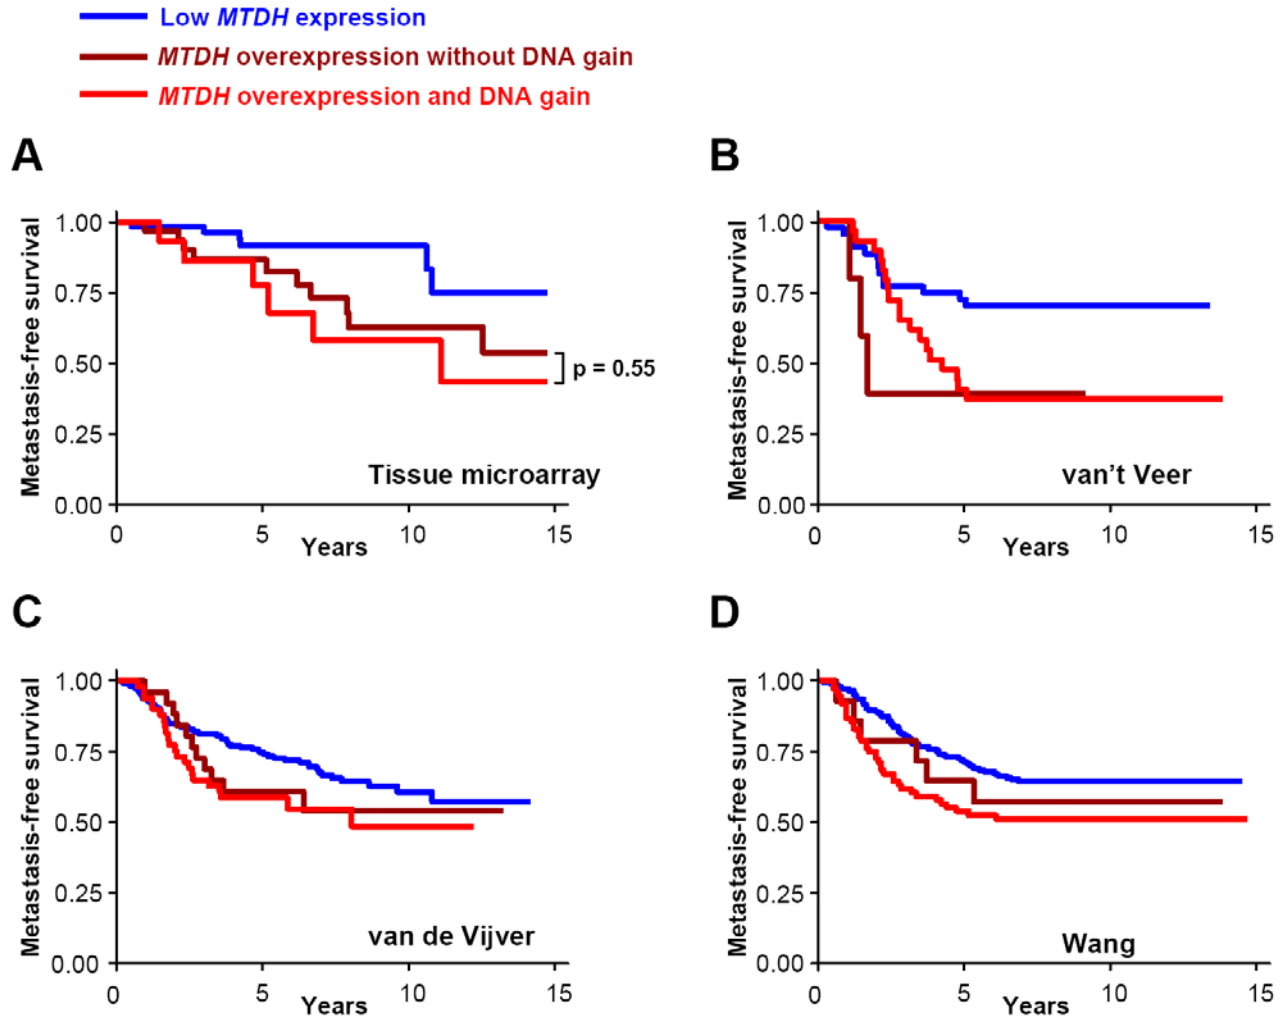 Low MTDH expression
MTDH overexpression without DNA gain
MTDH overexpression and DNA gain
A
Metastasis-free survival
1.00
0.75
0.50
0.25
0.00
p = 0.55
Tissue microarray
0 5 10 15
Years
B
Metastasis-free survival
1.00
0.75
0.50
0.25
0.00
van't Veer
0 5 10 15
Years
C
Metastasis-free survival
1.00
0.75
0.50
0.25
0.00
van de Vijver
0 5 10 15
Years
D
Metastasis-free survival
1.00
0.75
0.50
0.25
0.00
Wang
0 5 10 15
Years